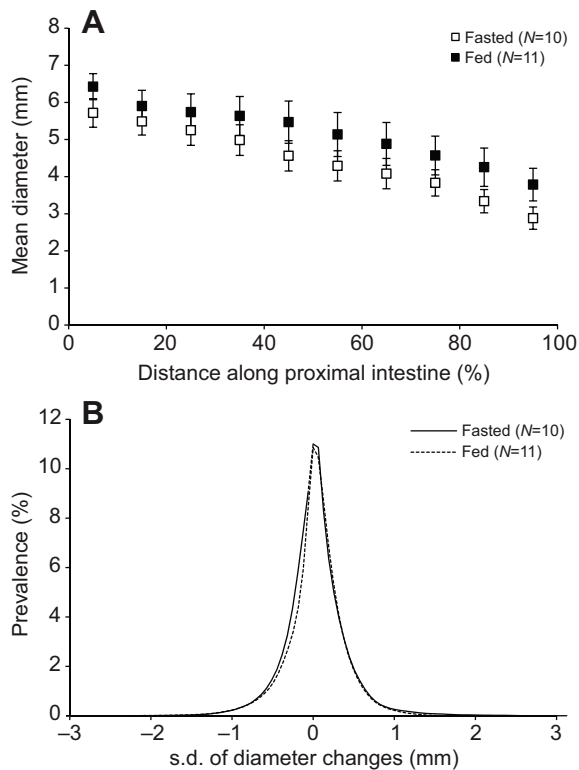 A
Fasted (N=10)
Fed (N=11)
8
7
6
5
4
3
2
1
0
Mean diameter (mm)
0 20 40 60 80 100
Distance along proximal intestine (%)
B
Fasted (N=10)
Fed (N=11)
12
10
8
6
4
2
0
Prevalence (%)
–3 –2 –1 0 1 2 3
s.d. of diameter changes (mm)